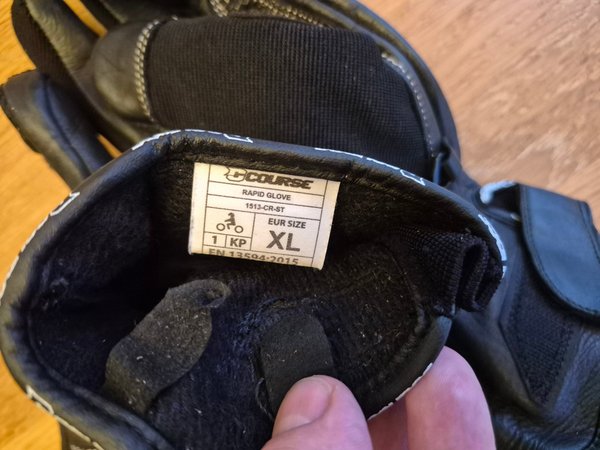 COURSE
RAPID GLOVE
1513-CR-ST
EUR SIZE
1 KP
XL
EN 13594:2015